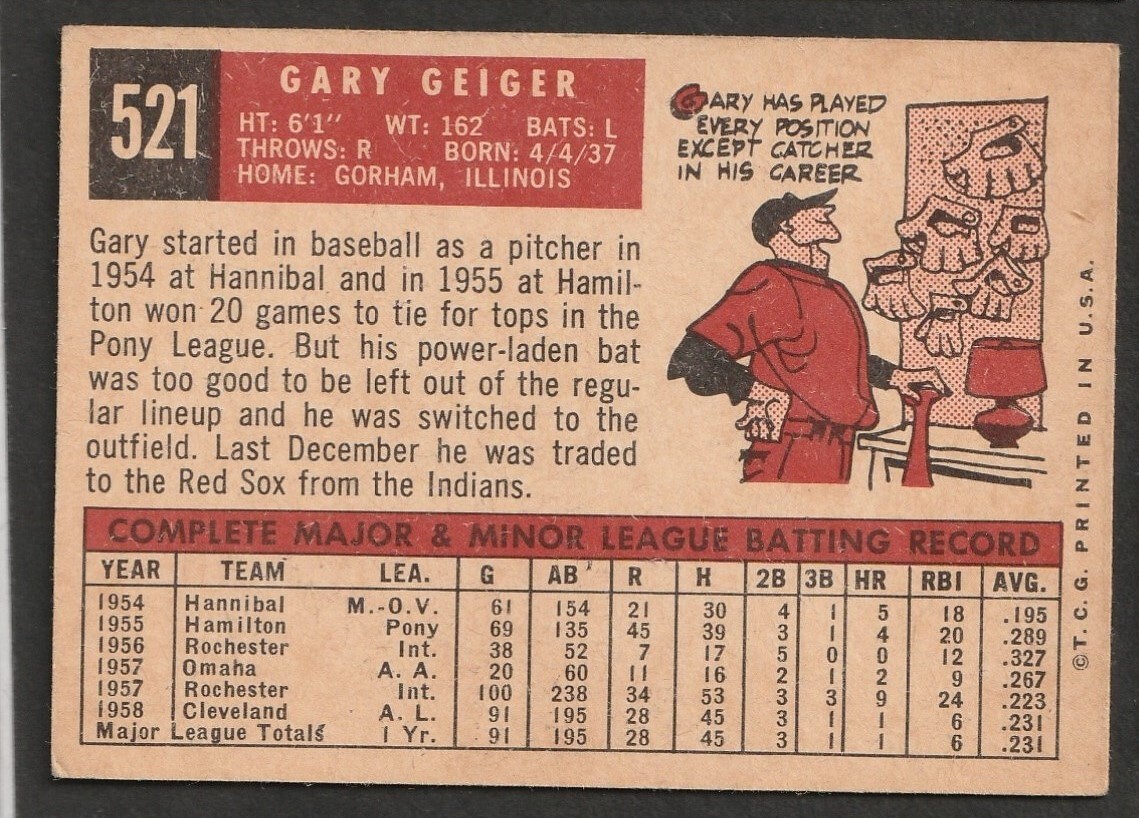 521
GARY GEIGER
HT: 6'1" WT: 162 BATS: L
THROWS: R BORN: 4/4/37
HOME: GORHAM, ILLINOIS
GARY HAS PLAYED
EVERY POSITION
EXCEPT CATCHER
IN HIS CAREER
Gary started in baseball as a pitcher in
1954 at Hannibal and in 1955 at Hamil-
ton won 20 games to tie for tops in the
Pony League. But his power-laden bat
was too good to be left out of the regu-
lar lineup and he was switched to the
outfield. Last December he was traded
to the Red Sox from the Indians.
COMPLETE MAJOR & MINOR LEAGUE BATTING RECORD
YEAR TEAM LEA. G AB R H 2B 3B HR RBI AVG.
1954 Hannibal M.-O.V. 61 154 21 30 4 1 5 18 .195
1955 Hamilton Pony 69 135 45 39 3 1 4 20 .289
1956 Rochester Int. 38 52 7 17 5 0 0 12 .327
1957 Omaha A. A. 20 60 11 16 2 1 2 9 .267
1957 Rochester Int. 100 238 34 53 3 3 9 24 .223
1958 Cleveland A. L. 91 195 28 45 3 1 1 6 .231
Major League Totals 1 Yr. 91 195 28 45 3 1 1 6 .231
©T. C. G. PRINTED IN U.S.A.